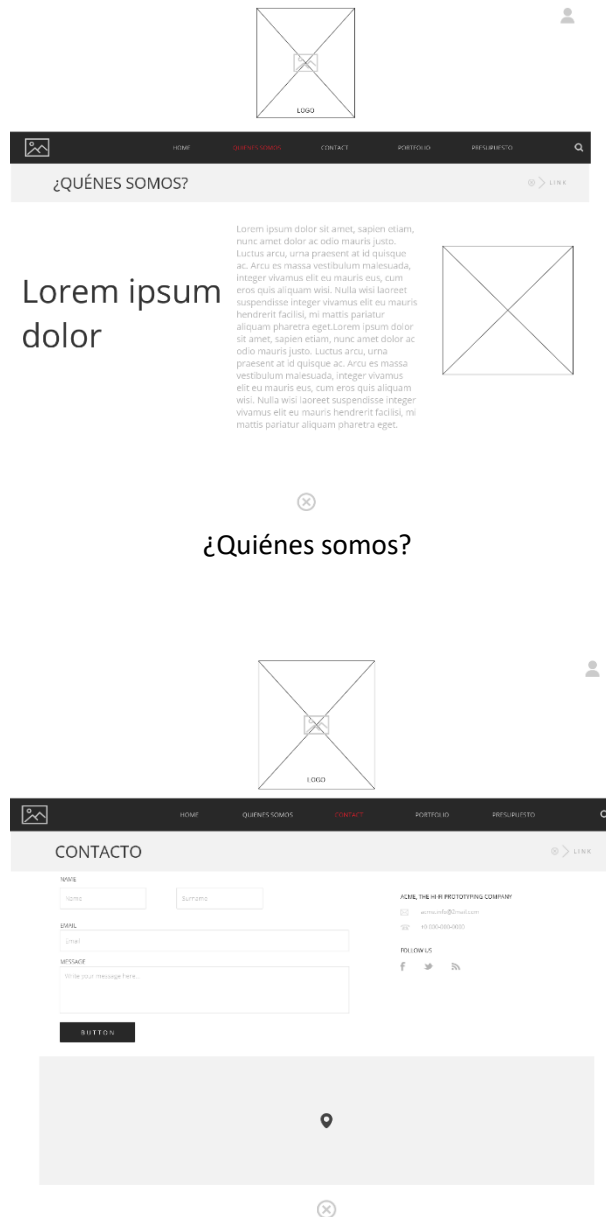 LOGO
HOME QUIENES SOMOS CONTACT PORTFOLIO PRESUPUESTO
¿QUÉNES SOMOS?
LINK
Lorem ipsum
dolor
Lorem ipsum dolor sit amet, sapien etiam,
nunc amet dolor ac odio mauris justo.
Luctus arcu, urna praesent at id quisque
ac. Arcu es massa vestibulum malesuada,
integer vivamus elit eu mauris eus, cum
eros quis aliquam wisi. Nulla wisi laoreet
suspendisse integer vivamus elit eu mauris
hendrerit facilisi, mi mattis pariatur
aliquam pharetra eget.Lorem ipsum dolor
sit amet, sapien etiam, nunc amet dolor ac
odio mauris justo. Luctus arcu, urna
praesent at id quisque ac. Arcu es massa
vestibulum malesuada, integer vivamus
elit eu mauris eus, cum eros quis aliquam
wisi. Nulla wisi laoreet suspendisse integer
vivamus elit eu mauris hendrerit facilisi, mi
mattis pariatur aliquam pharetra eget.
¿Quiénes somos?
LOGO
HOME QUIENES SOMOS CONTACT PORTFOLIO PRESUPUESTO
CONTACTO
LINK
NAME
Name Surname
EMAIL
Email
MESSAGE
Write your message here...
BUTTON
ACME, THE HI-FI PROTOTYPING COMPANY
FOLLOW US